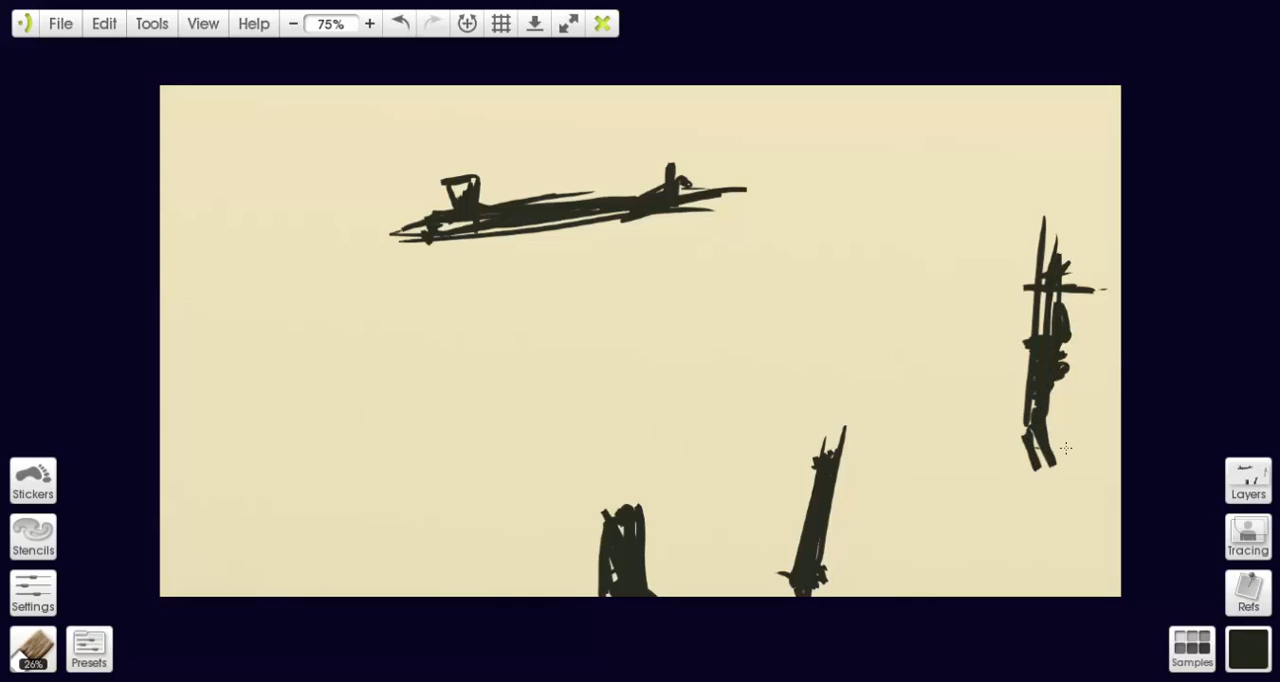 File Edit Tools View Help 75%
Stickers
Stencils
Settings
26%
Presets
Layers
Tracing
Refs
Samples